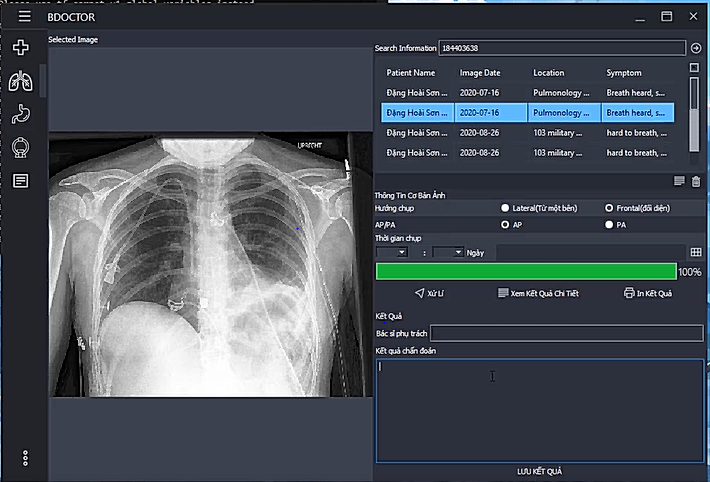 BDOCTOR
Selected Image
UPRIGHT
Search Information 184403638
Patient Name Image Date Location Symptom
Đặng Hoài Sơn ... 2020-07-16 Pulmonology ... Breath heard, s...
Đặng Hoài Sơn ... 2020-07-16 Pulmonology ... Breath heard, s...
Đặng Hoài Sơn ... 2020-08-26 103 military ... hard to breath, ...
Đặng Hoài Sơn ... 2020-08-26 103 military ... hard to breath, ...
Thông Tin Cơ Bản Ảnh
Hướng chụp Lateral(Từ một bên) Frontal(đối diện)
AP/PA AP PA
Thời gian chụp
: Ngày
100%
Xử Lí Xem Kết Quả Chi Tiết In Kết Quả
Kết Quả
Bác sĩ phụ trách
Kết quả chẩn đoán
LƯU KẾT QUẢ